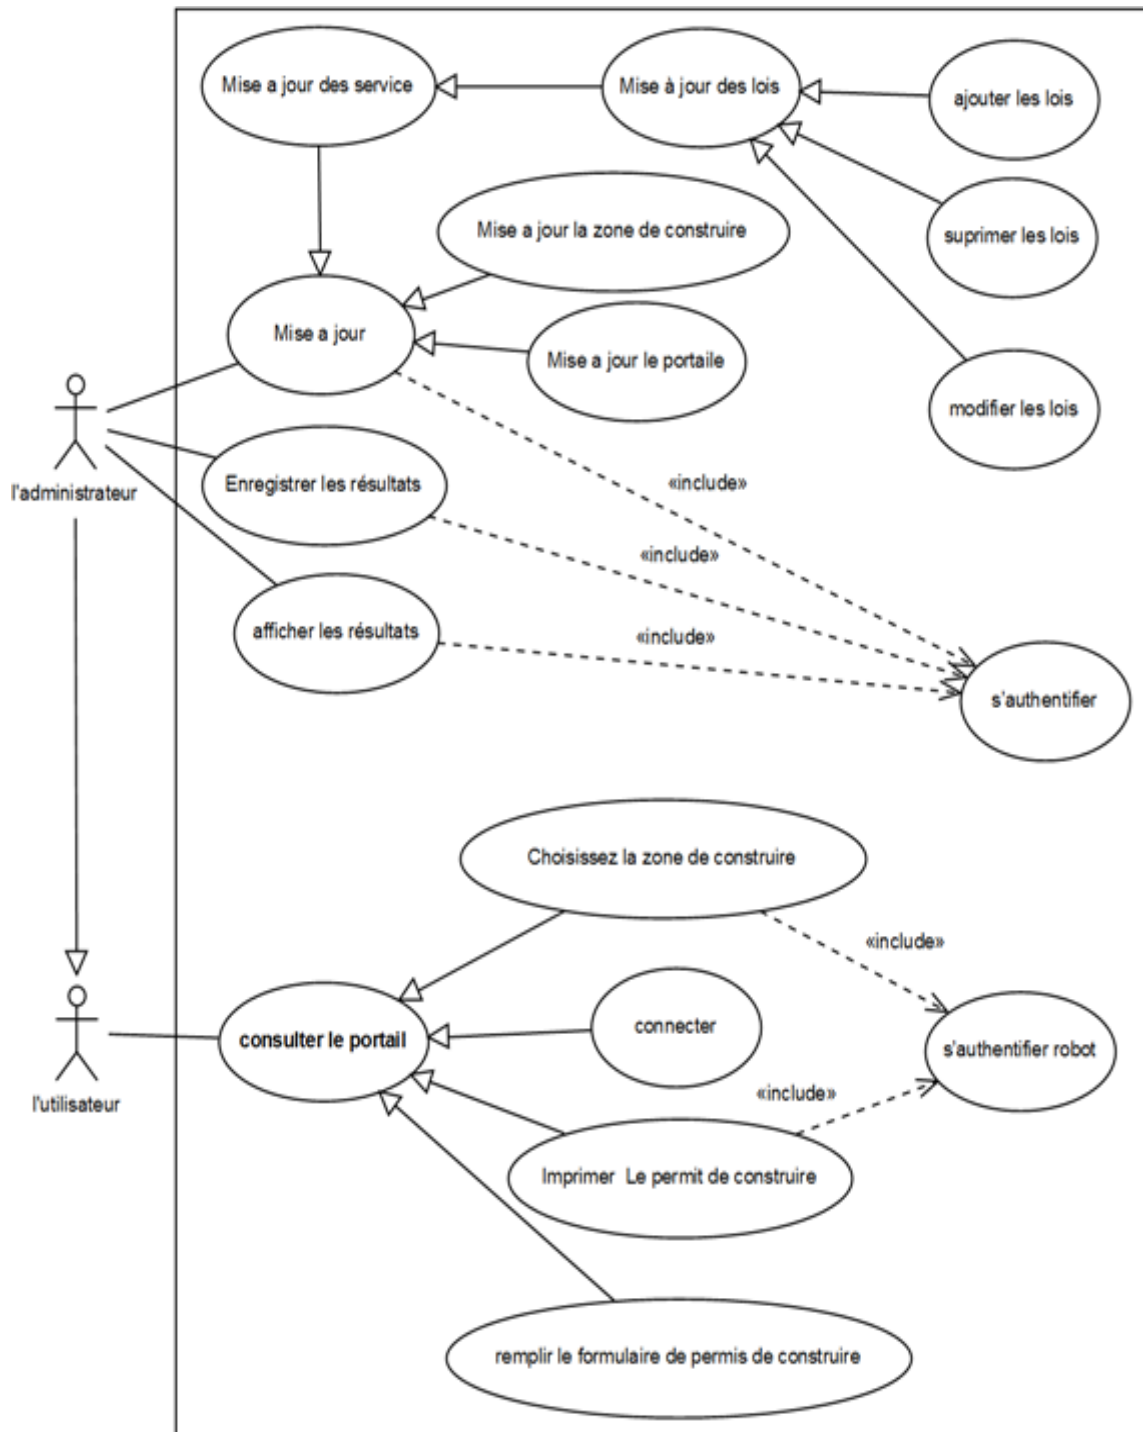 Mise a jour des service
Mise à jour des lois
ajouter les lois
Mise a jour la zone de construire
suprimer les lois
Mise a jour
Mise a jour le portaile
modifier les lois
l'administrateur
Enregistrer les résultats
«include»
«include»
afficher les résultats
«include»
s'authentifier
Choisissez la zone de construire
«include»
consulter le portail
connecter
s'authentifier robot
l'utilisateur
«include»
Imprimer Le permit de construire
remplir le formulaire de permis de construire